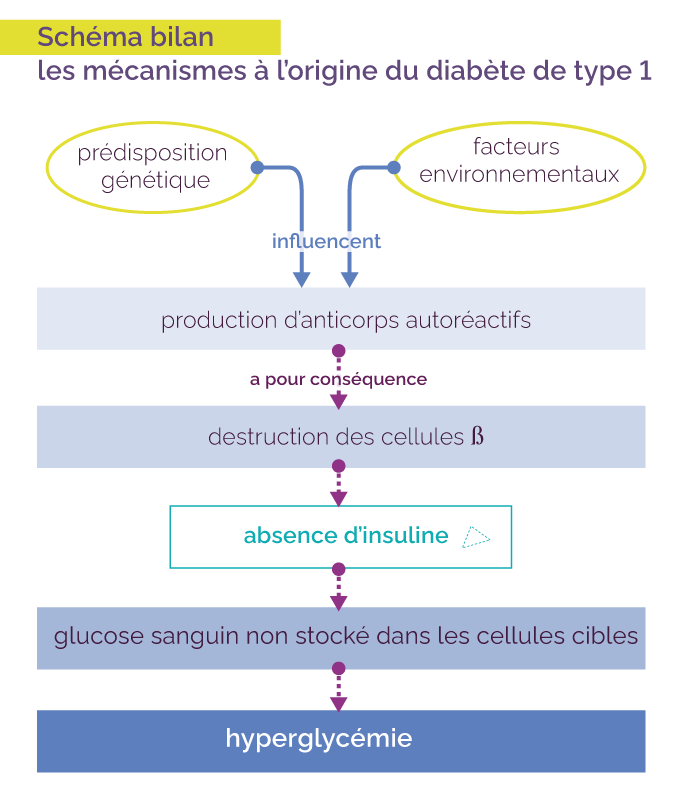 Schéma bilan
les mécanismes à l'origine du diabète de type 1
prédisposition
génétique
facteurs
environnementaux
influencent
production d'anticorps autoréactifs
a pour conséquence
destruction des cellules ß
absence d'insuline
glucose sanguin non stocké dans les cellules cibles
hyperglycémie